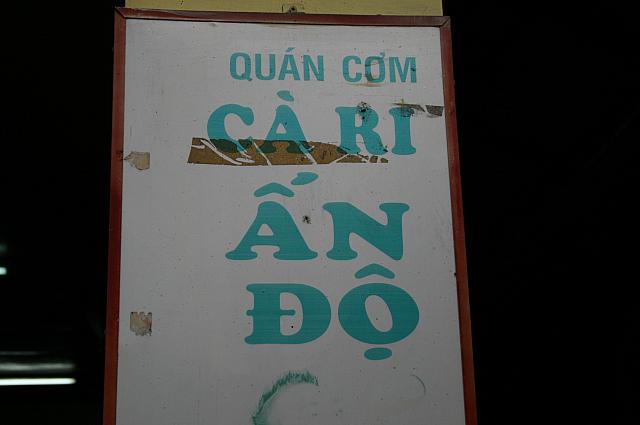 QUÁN CƠM
CÀ RI
ẤN
ĐỘ